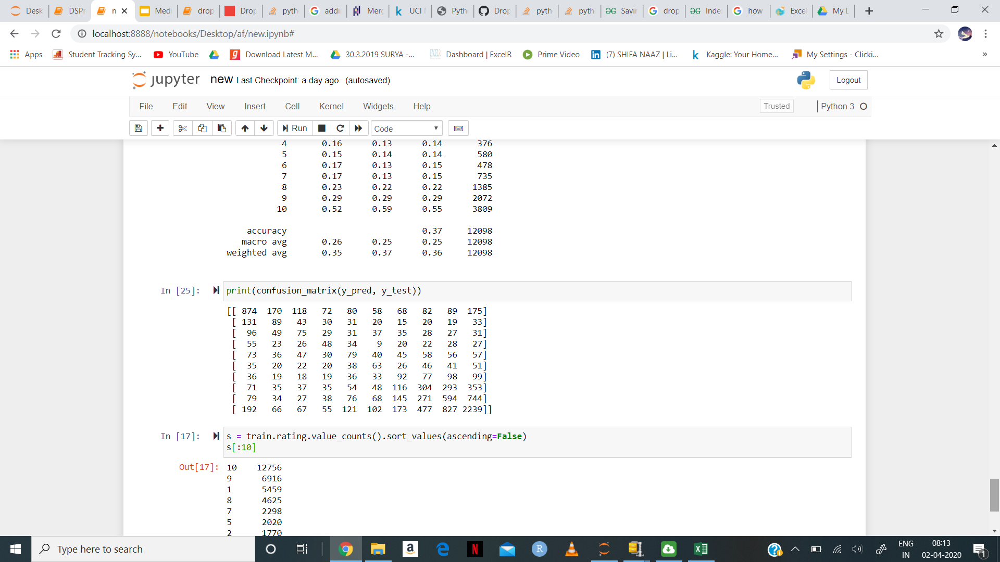 Desk
DSPr
n
Medi
drop
Drop
pyth
addi
Merg
UCI
Pyth
Drop
pyth
pyth
Savir
drop
Inde
how
Exce
My D
localhost:8888/notebooks/Desktop/af/new.ipynb#
Apps
Student Tracking Sy...
YouTube
Download Latest M...
30.3.2019 SURYA -...
Dashboard | ExcelR
Prime Video
(7) SHIFA NAAZ | Li...
Kaggle: Your Home...
My Settings - Clicki...
»
jupyter new Last Checkpoint: a day ago (autosaved)
Logout
File Edit View Insert Cell Kernel Widgets Help
Trusted
Python 3
Run
Code
4 0.16 0.13 0.14 376
5 0.15 0.14 0.14 580
6 0.17 0.13 0.15 478
7 0.17 0.13 0.15 735
8 0.23 0.22 0.22 1385
9 0.29 0.29 0.29 2072
10 0.52 0.59 0.55 3809
accuracy 0.37 12098
macro avg 0.26 0.25 0.25 12098
weighted avg 0.35 0.37 0.36 12098
In [25]: print(confusion_matrix(y_pred, y_test))
[[ 874 170 118 72 80 58 68 82 89 175]
[ 131 89 43 30 31 20 15 20 19 33]
[ 96 49 75 29 31 37 35 28 27 31]
[ 55 23 26 48 34 9 20 22 28 27]
[ 73 36 47 30 79 40 45 58 56 57]
[ 35 20 22 20 38 63 26 46 41 51]
[ 36 19 18 19 36 33 92 77 98 99]
[ 71 35 37 35 54 48 116 304 293 353]
[ 79 34 27 38 76 68 145 271 594 744]
[ 192 66 67 55 121 102 173 477 827 2239]]
In [17]: s = train.rating.value_counts().sort_values(ascending=False)
s[:10]
Out[17]: 10 12756
9 6916
1 5459
8 4625
7 2298
5 2020
2 1770
Type here to search
ENG
IN
08:13
02-04-2020
1